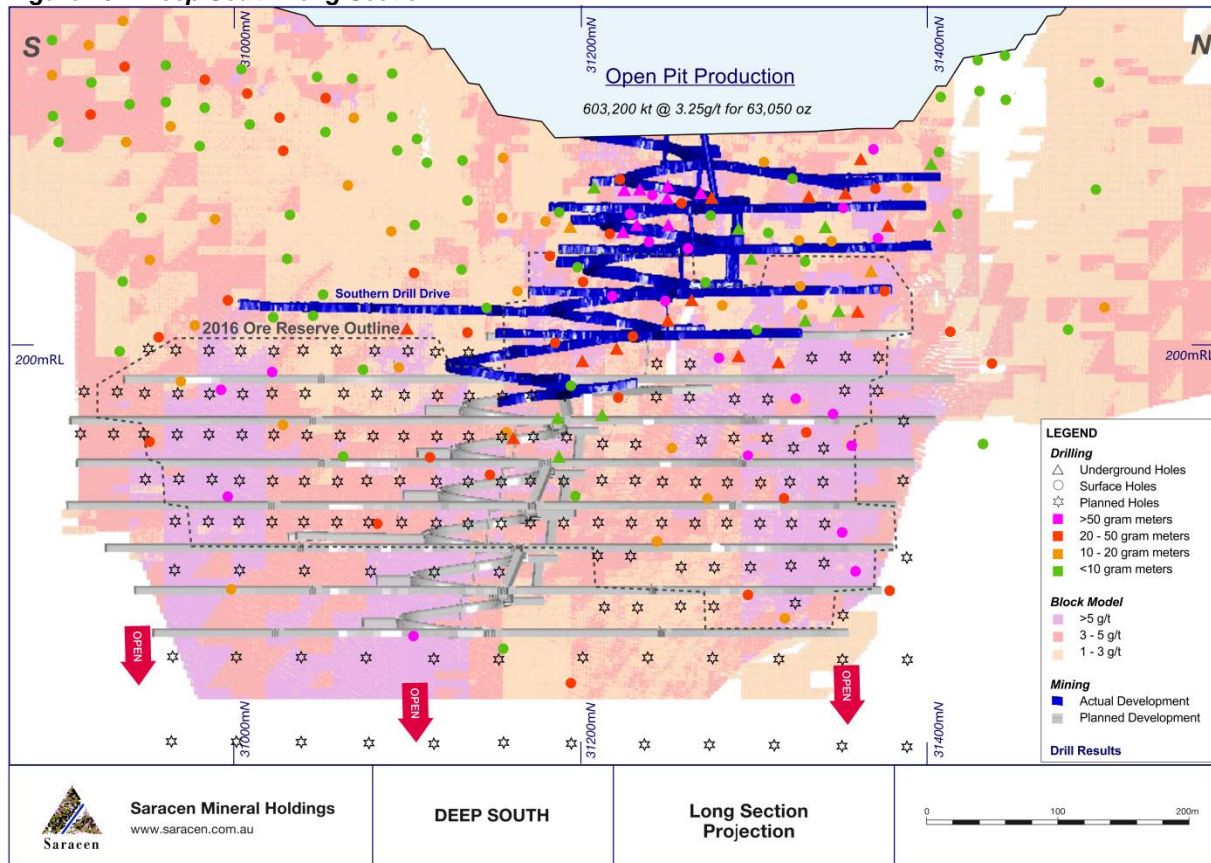 S
31000mN
31200mN
31400mN
N
Open Pit Production
603,200 kt @ 3.25g/t for 63,050 oz
Southern Drill Drive
2016 Ore Reserve Outline
200mRL
200mRL
LEGEND
Drilling
Underground Holes
Surface Holes
Planned Holes
>50 gram meters
20 - 50 gram meters
10 - 20 gram meters
<10 gram meters
Block Model
>5 g/t
3 - 5 g/t
1 - 3 g/t
Mining
Actual Development
Planned Development
Drill Results
OPEN
OPEN
OPEN
31000mN
31200mN
31400mN
Saracen
Saracen Mineral Holdings
www.saracen.com.au
DEEP SOUTH
Long Section
Projection
0 100 200m